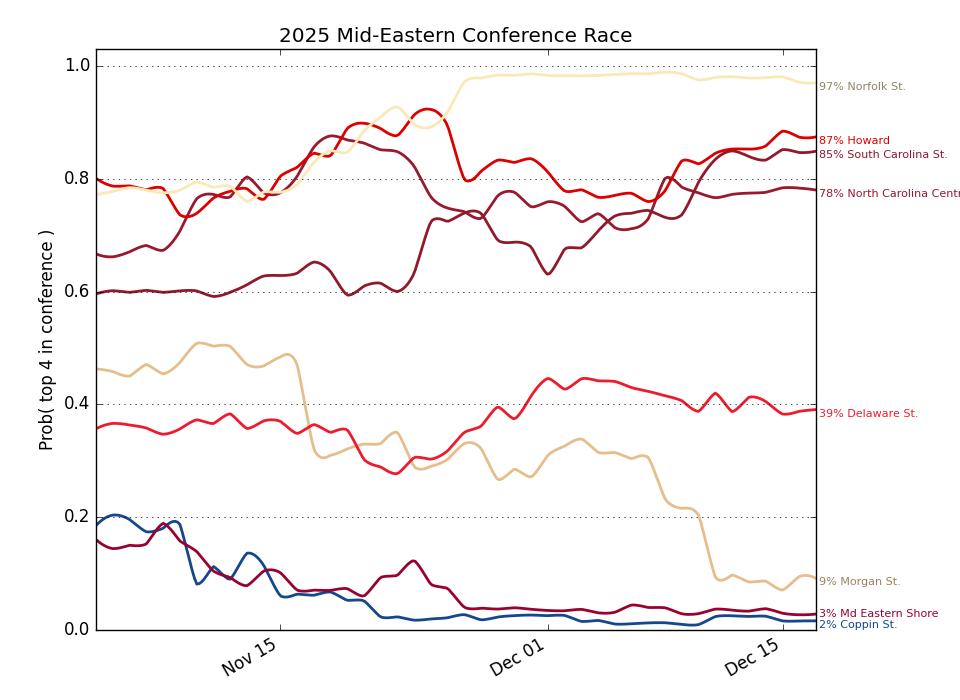 2025 Mid-Eastern Conference Race
Prob( top 4 in conference )
1.0
0.8
0.6
0.4
0.2
0.0
Nov 15
Dec 01
Dec 15
97% Norfolk St.
87% Howard
85% South Carolina St.
78% North Carolina Centr
39% Delaware St.
9% Morgan St.
3% Md Eastern Shore
2% Coppin St.